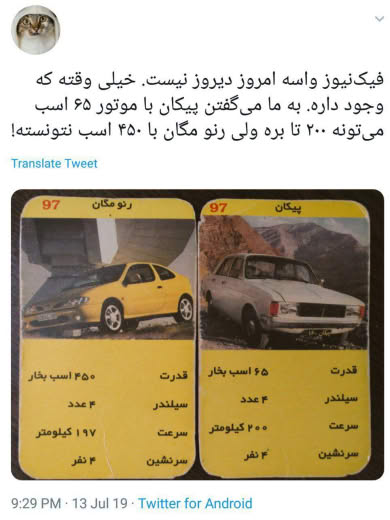 فیک‌نیوز واسه امروز دیروز نیست. خیلی وقته که
وجود داره. به ما می‌گفتن پیکان با موتور ۶۵ اسب
می‌تونه ۲۰۰ تا بره ولی رنو مگان با ۴۵۰ اسب نتونسته!
Translate Tweet
پیکان 97
قدرت ۶۵ اسب بخار
سیلندر ۴ عدد
سرعت ۲۰۰ کیلومتر
سرنشین ۴ نفر
رنو مگان 97
قدرت ۴۵۰ اسب بخار
سیلندر ۴ عدد
سرعت ۱۹۷ کیلومتر
سرنشین ۴ نفر
9:29 PM · 13 Jul 19 · Twitter for Android